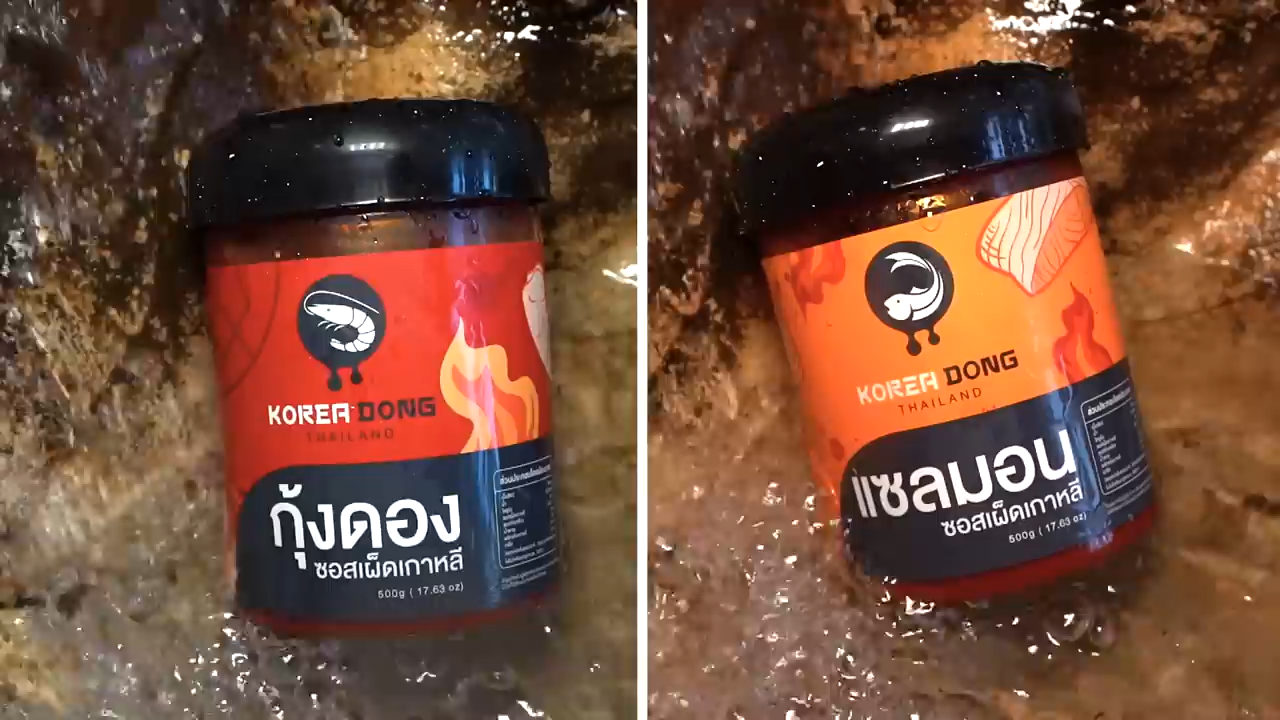 KOREA DONG
THAILAND
กุ้งดอง
ซอสเผ็ดเกาหลี
500g ( 17.63 oz)
KOREA DONG
THAILAND
แซลมอน
ซอสเผ็ดเกาหลี
500g ( 17.63 oz)